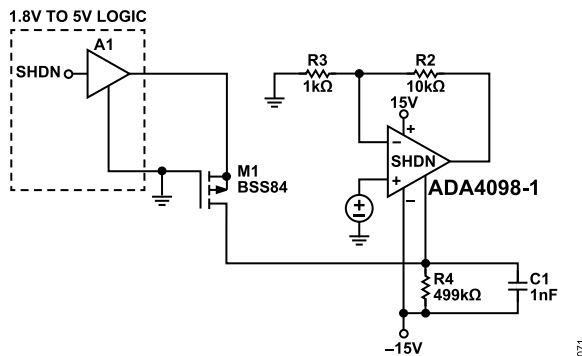 1.8V TO 5V LOGIC
A1
SHDN
R3
1kΩ
R2
10kΩ
15V
+
−
SHDN
+
−
ADA4098-1
+
−
M1
BSS84
R4
499kΩ
C1
1nF
−15V
071